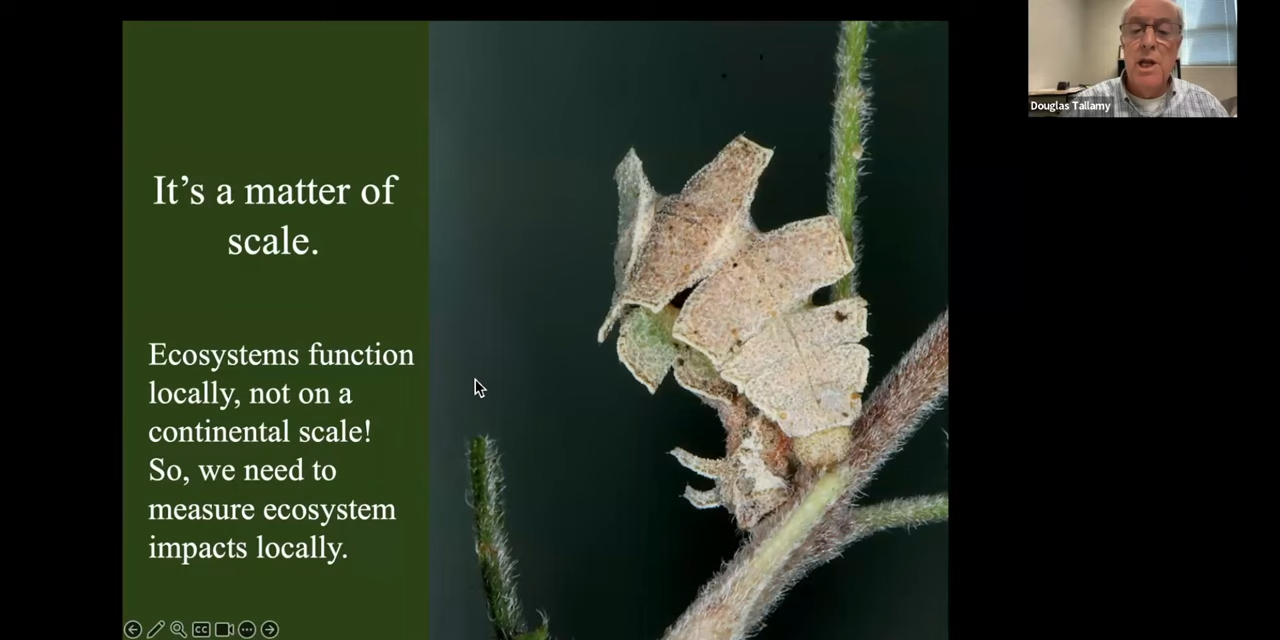 It’s a matter of
scale.
Ecosystems function
locally, not on a
continental scale!
So, we need to
measure ecosystem
impacts locally.
Douglas Tallamy
CC